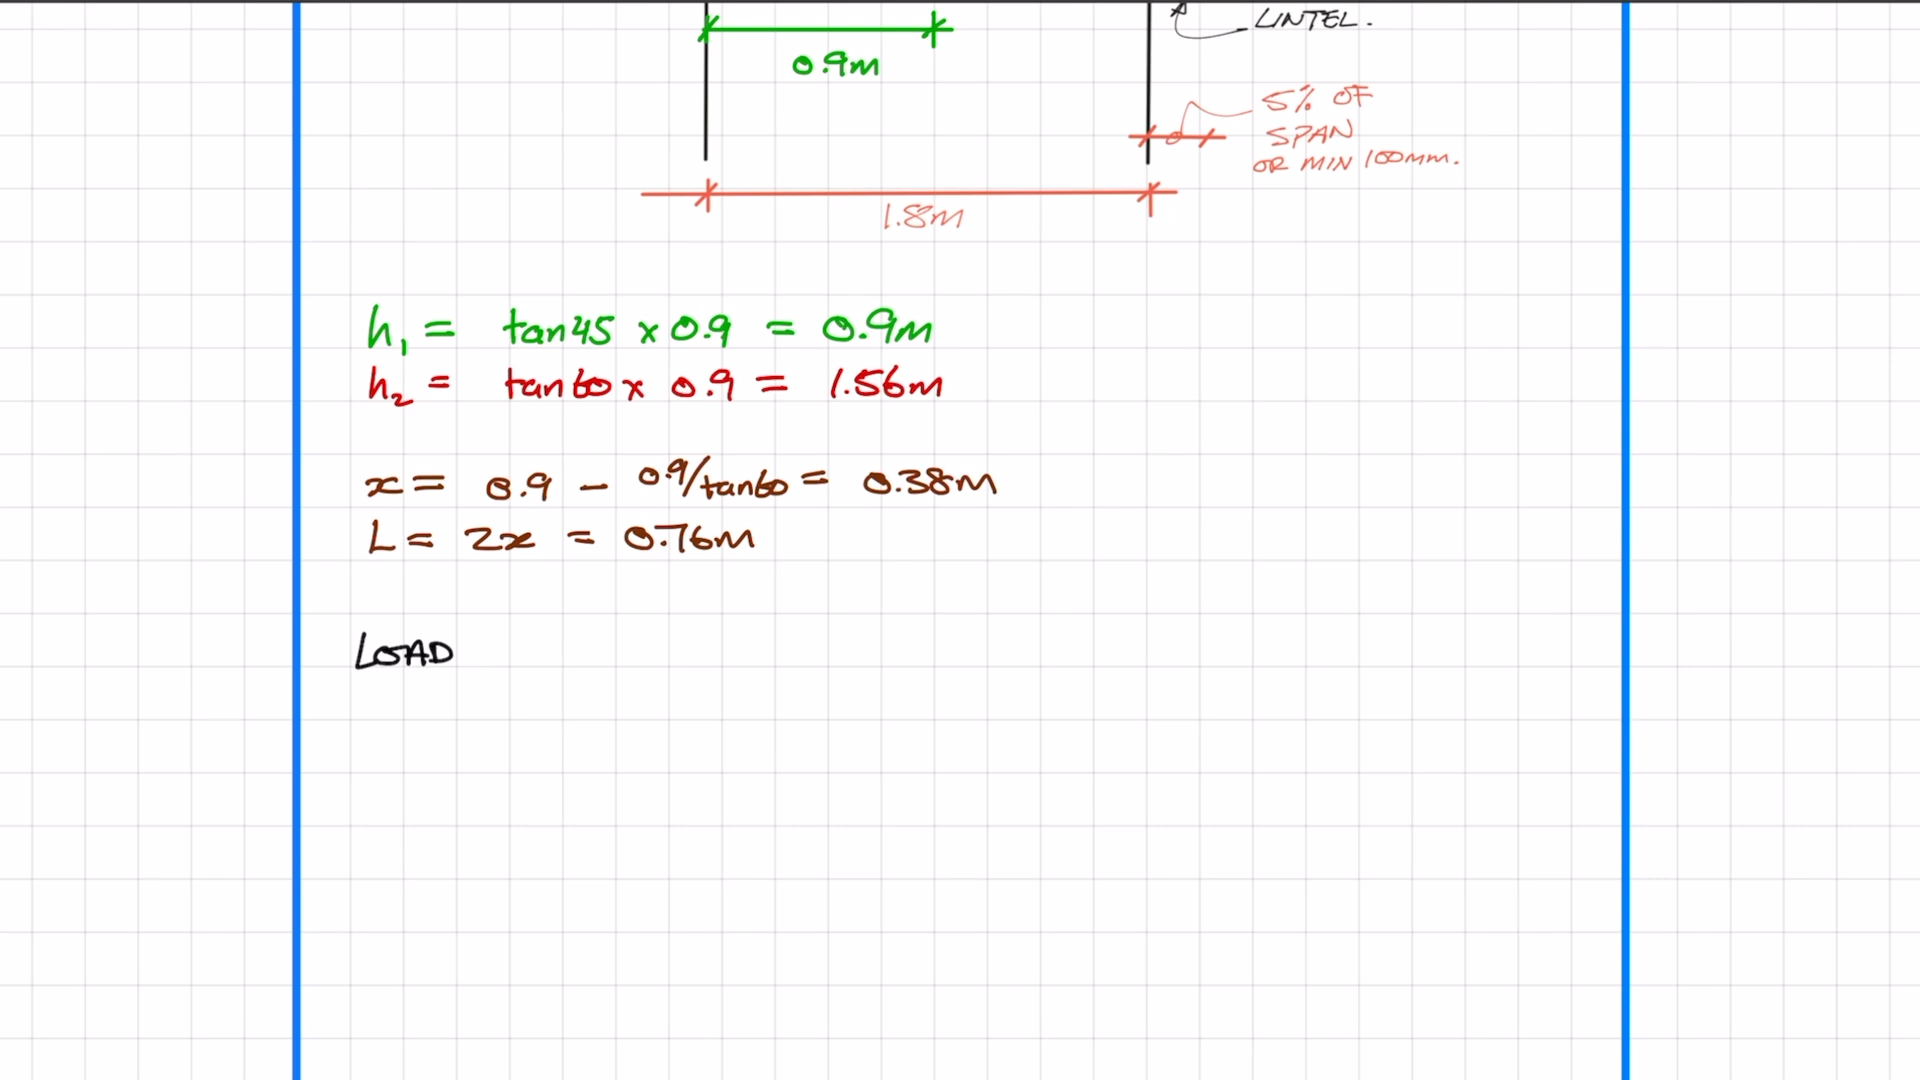 LINTEL.
0.9m
5% OF
SPAN
OR MIN 100mm.
1.8m
h₁ = tan45 x 0.9 = 0.9m
h₂ = tan60 x 0.9 = 1.56m
x = 0.9 - 0.9/tan60 = 0.38m
L = 2x = 0.76m
LOAD